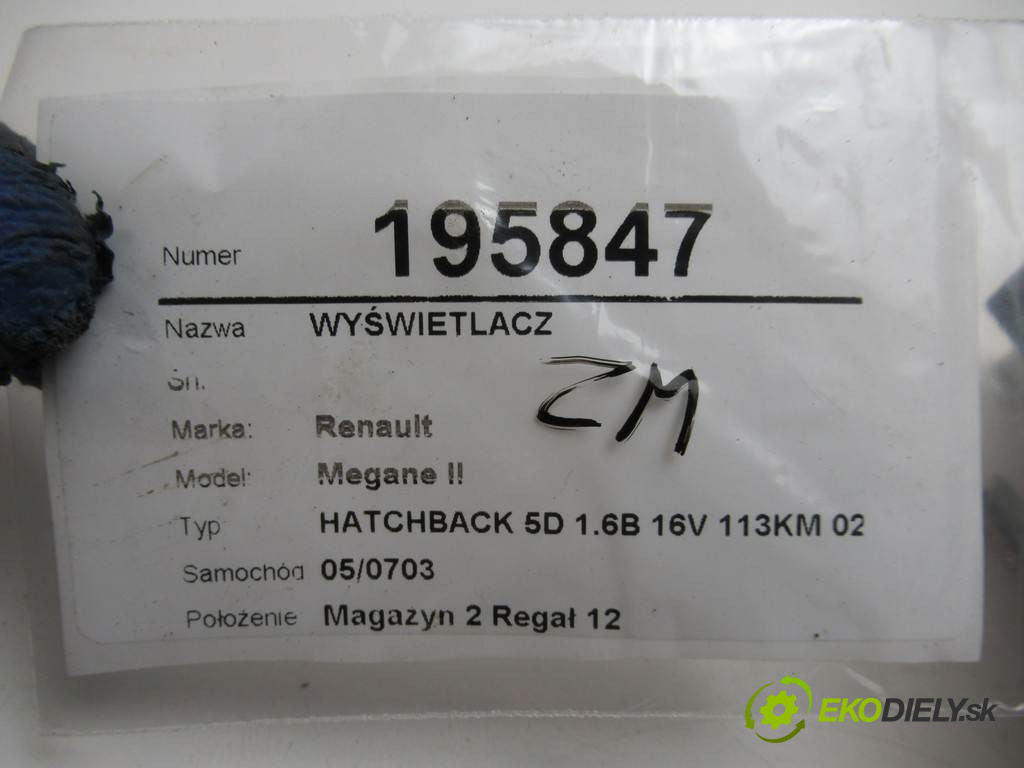 Numer 195847
Nazwa WYŚWIETLACZ
Sn.
ZM
Marka: Renault
Model: Megane II
Typ HATCHBACK 5D 1.6B 16V 113KM 02
Samochód 05/0703
Położenie Magazyn 2 Regał 12
EKODIELY.sk